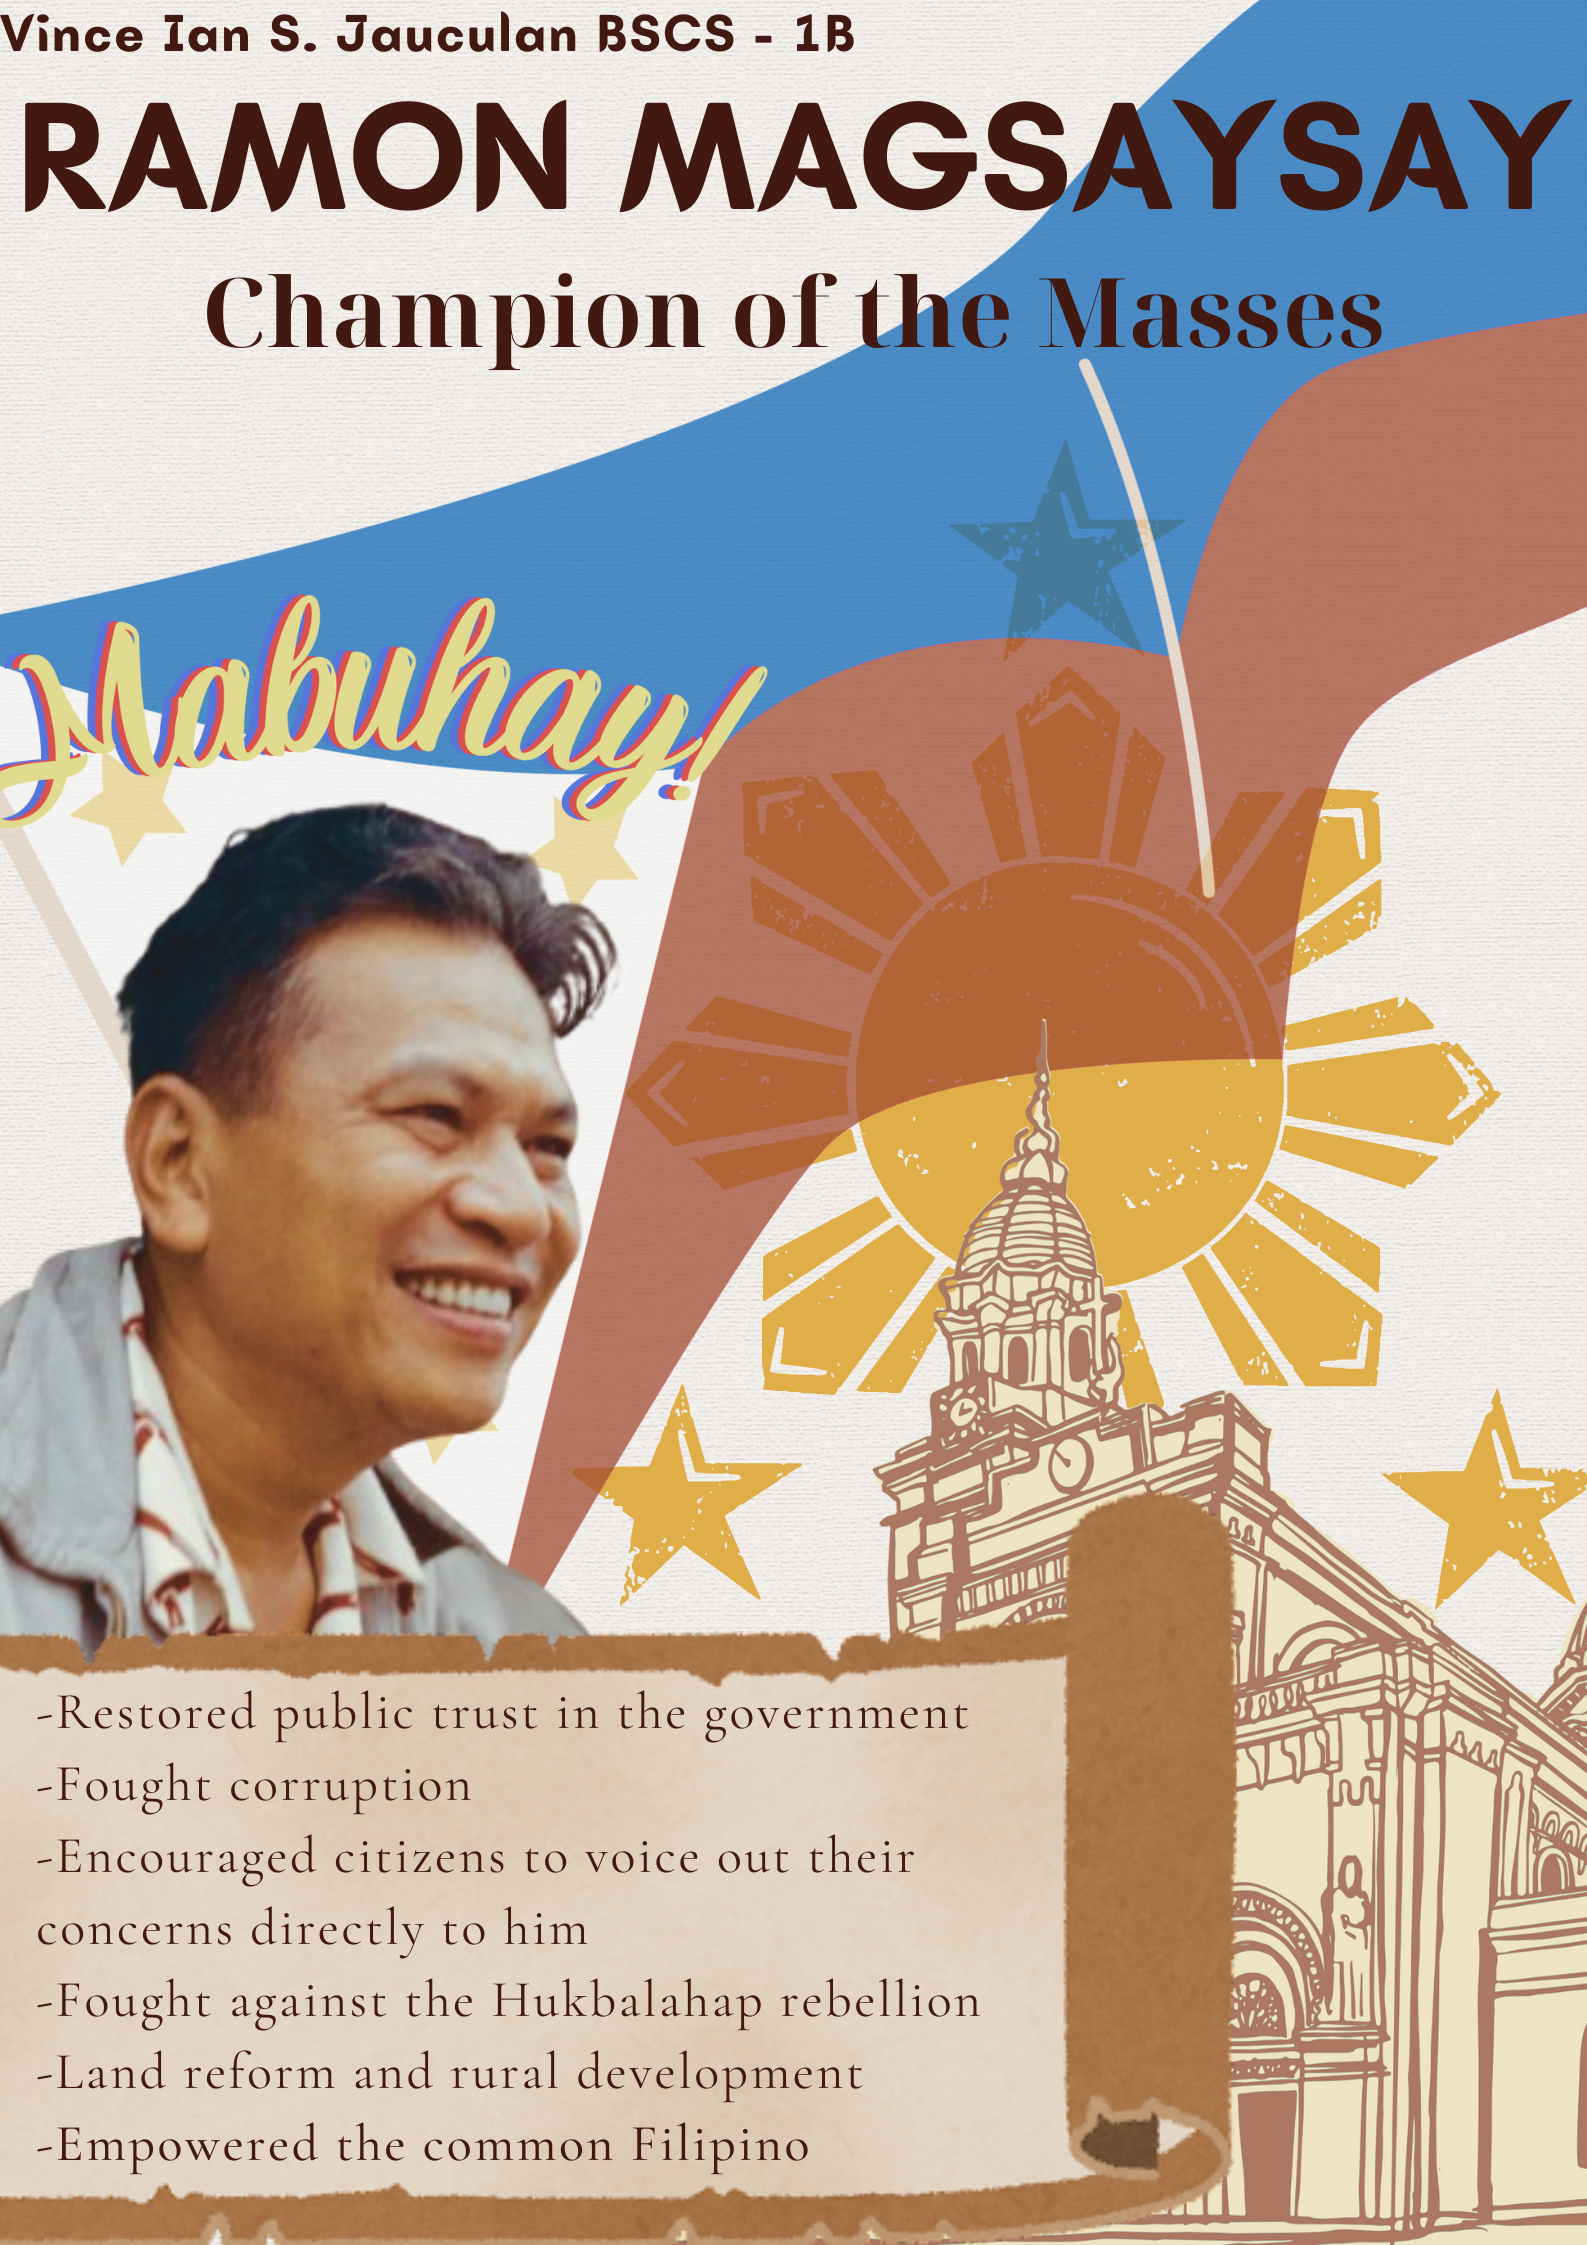 Vince Ian S. Jauculan BSCS - 1B
RAMON MAGSAYSAY
Champion of the Masses
Mabuhay!
-Restored public trust in the government
-Fought corruption
-Encouraged citizens to voice out their
concerns directly to him
-Fought against the Hukbalahap rebellion
-Land reform and rural development
-Empowered the common Filipino